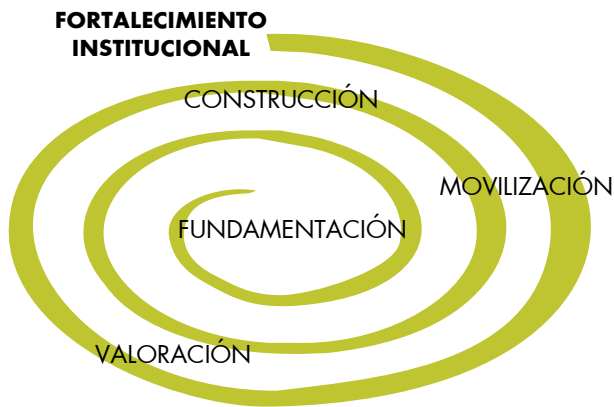 FORTALECIMIENTO
INSTITUCIONAL
CONSTRUCCIÓN
MOVILIZACIÓN
FUNDAMENTACIÓN
VALORACIÓN